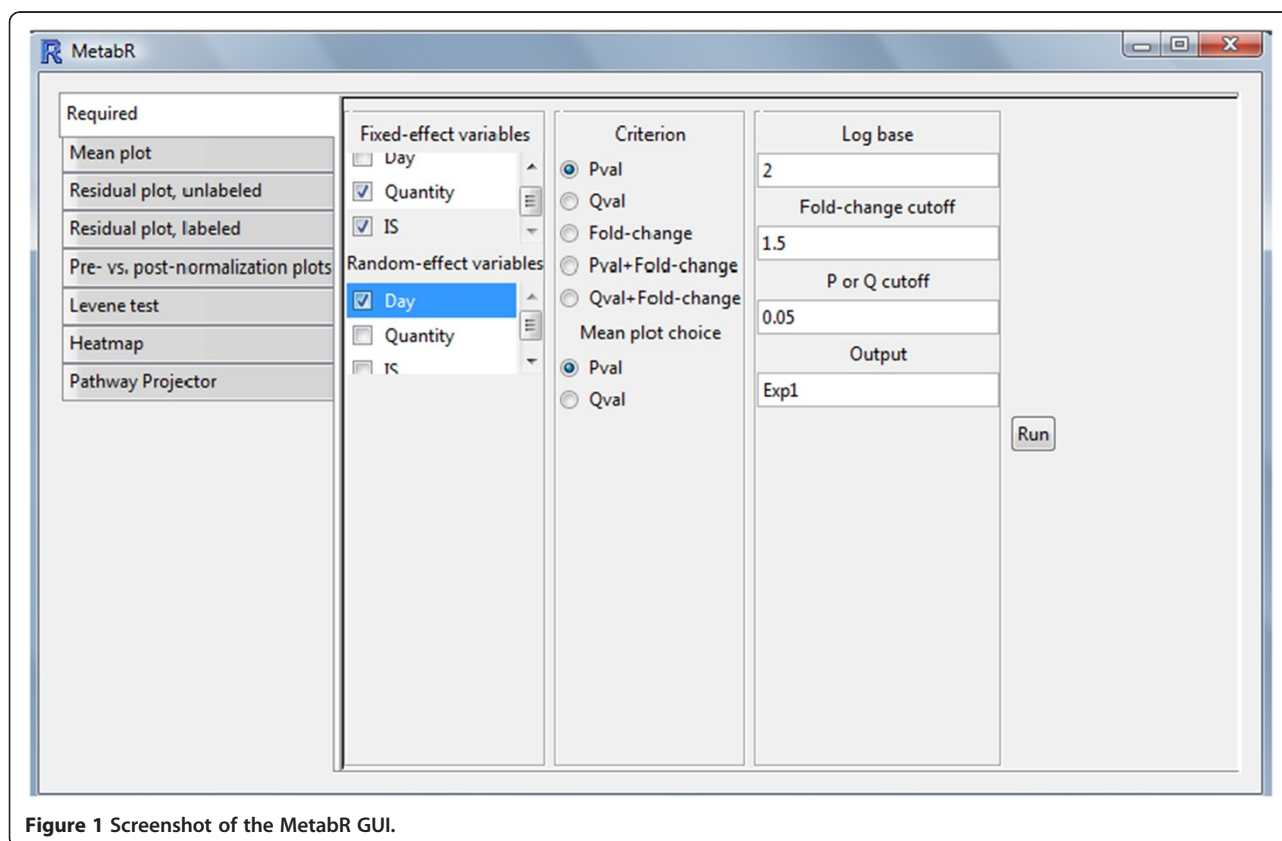 MetabR
Required
Mean plot
Residual plot, unlabeled
Residual plot, labeled
Pre- vs. post-normalization plots
Levene test
Heatmap
Pathway Projector
Fixed-effect variables
Day
Quantity
IS
Random-effect variables
Day
Quantity
IS
Criterion
Pval
Qval
Fold-change
Pval+Fold-change
Qval+Fold-change
Mean plot choice
Pval
Qval
Log base
2
Fold-change cutoff
1.5
P or Q cutoff
0.05
Output
Exp1
Run
Figure 1 Screenshot of the MetabR GUI.